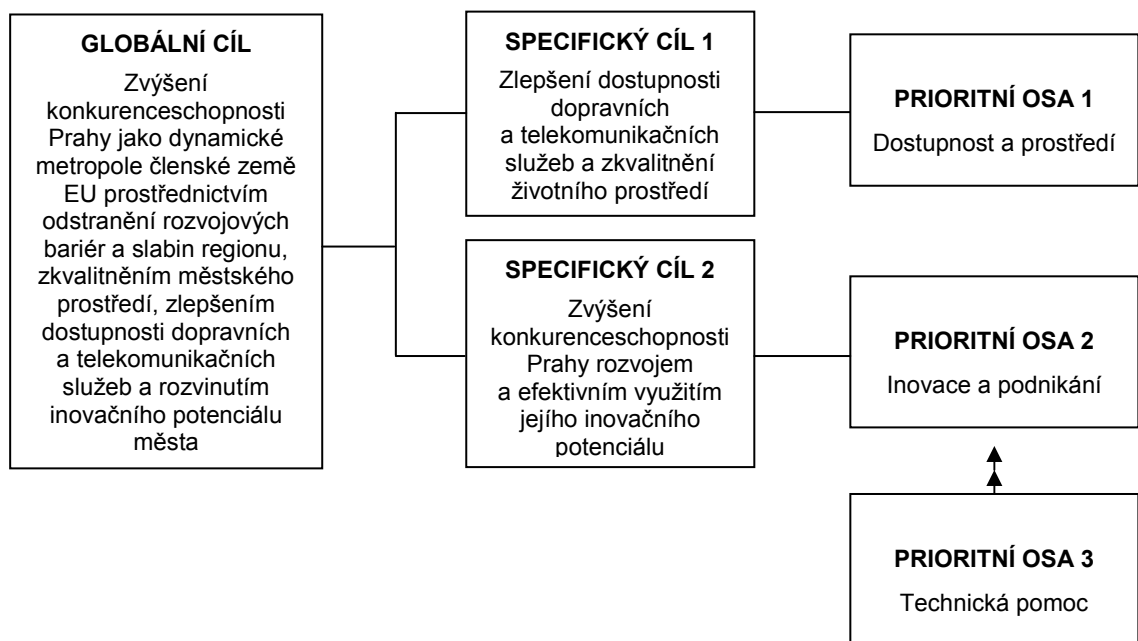 GLOBÁLNÍ CÍL
Zvýšení
konkurenceschopnosti
Prahy jako dynamické
metropole členské země
EU prostřednictvím
odstranění rozvojových
bariér a slabin regionu,
zkvalitněním městského
prostředí, zlepšením
dostupnosti dopravních
a telekomunikačních
služeb a rozvinutím
inovačního potenciálu
města
SPECIFICKÝ CÍL 1
Zlepšení dostupnosti
dopravních
a telekomunikačních
služeb a zkvalitnění
životního prostředí
SPECIFICKÝ CÍL 2
Zvýšení
konkurenceschopnosti
Prahy rozvojem
a efektivním využitím
jejího inovačního
potenciálu
PRIORITNÍ OSA 1
Dostupnost a prostředí
PRIORITNÍ OSA 2
Inovace a podnikání
PRIORITNÍ OSA 3
Technická pomoc